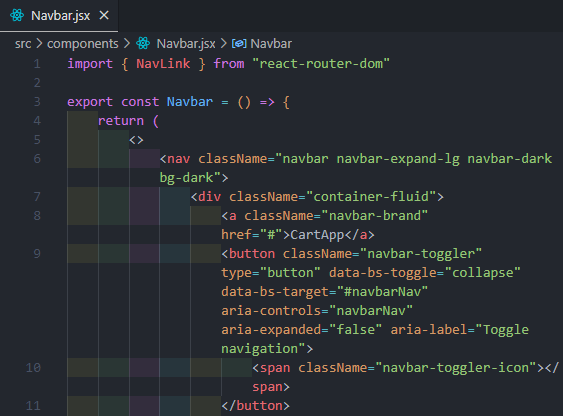 Navbar.jsx ×
src > components > Navbar.jsx > Navbar
1 import { NavLink } from "react-router-dom"
2
3 export const Navbar = () => {
4 return (
5 <>
6 <nav className="navbar navbar-expand-lg navbar-dark
bg-dark">
7 <div className="container-fluid">
8 <a className="navbar-brand"
href="#">CartApp</a>
9 <button className="navbar-toggler"
type="button" data-bs-toggle="collapse"
data-bs-target="#navbarNav"
aria-controls="navbarNav"
aria-expanded="false" aria-label="Toggle
navigation">
10 <span className="navbar-toggler-icon"></
span>
11 </button>